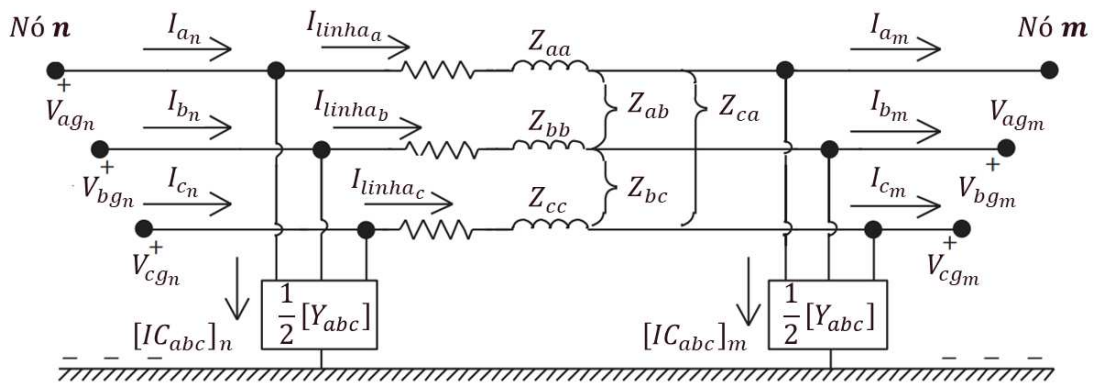 Nó n
I_{a_n}
I_{linha_a}
Z_{aa}
I_{a_m}
Nó m
+
V_{ag_n}
I_{b_n}
I_{linha_b}
Z_{bb}
Z_{ab}
Z_{ca}
I_{b_m}
V_{ag_m}
+
V_{bg_n}
I_{c_n}
I_{linha_c}
Z_{cc}
Z_{bc}
I_{c_m}
+
V_{bg_m}
+
V_{cg_n}
+
V_{cg_m}
[IC_{abc}]_n
\frac{1}{2}[Y_{abc}]
[IC_{abc}]_m
\frac{1}{2}[Y_{abc}]
− − −
− − −